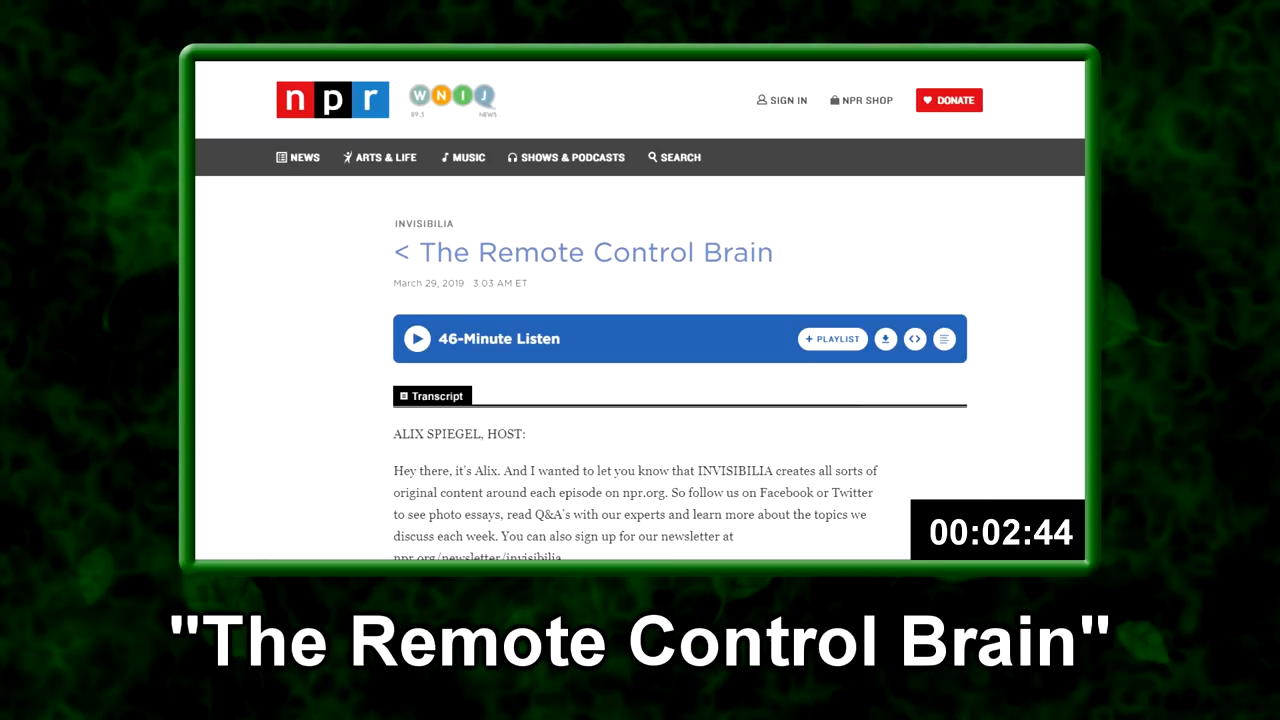 npr WNIJ
89.5 NEWS
SIGN IN NPR SHOP DONATE
NEWS ARTS & LIFE MUSIC SHOWS & PODCASTS SEARCH
INVISIBILIA
< The Remote Control Brain
March 29, 2019 3:03 AM ET
46-Minute Listen + PLAYLIST
Transcript
ALIX SPIEGEL, HOST:
Hey there, it's Alix. And I wanted to let you know that INVISIBILIA creates all sorts of
original content around each episode on npr.org. So follow us on Facebook or Twitter
to see photo essays, read Q&A's with our experts and learn more about the topics we
discuss each week. You can also sign up for our newsletter at
npr.org/newsletter/invisibilia
00:02:44
"The Remote Control Brain"